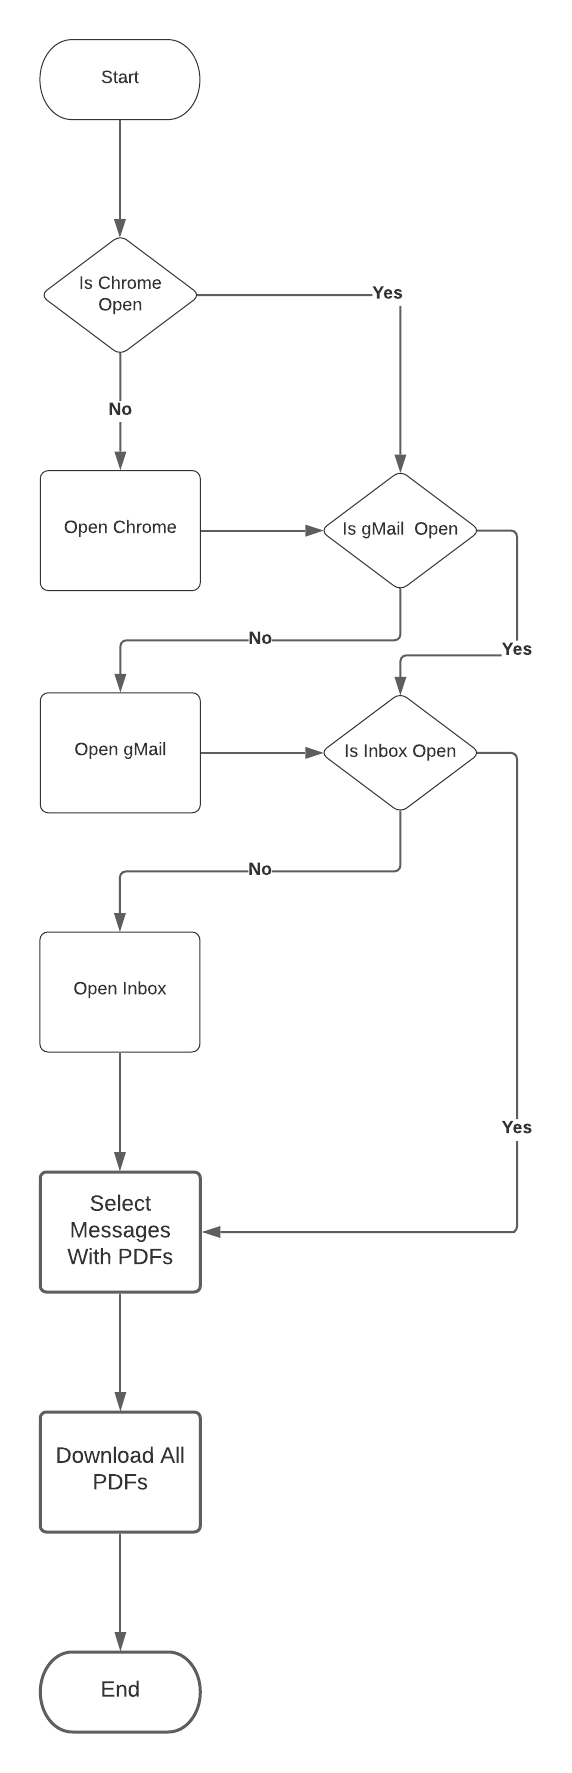 Start
Is Chrome
Open
Yes
No
Open Chrome
Is gMail  Open
No
Yes
Open gMail
Is Inbox Open
No
Open Inbox
Yes
Select
Messages
With PDFs
Download All
PDFs
End